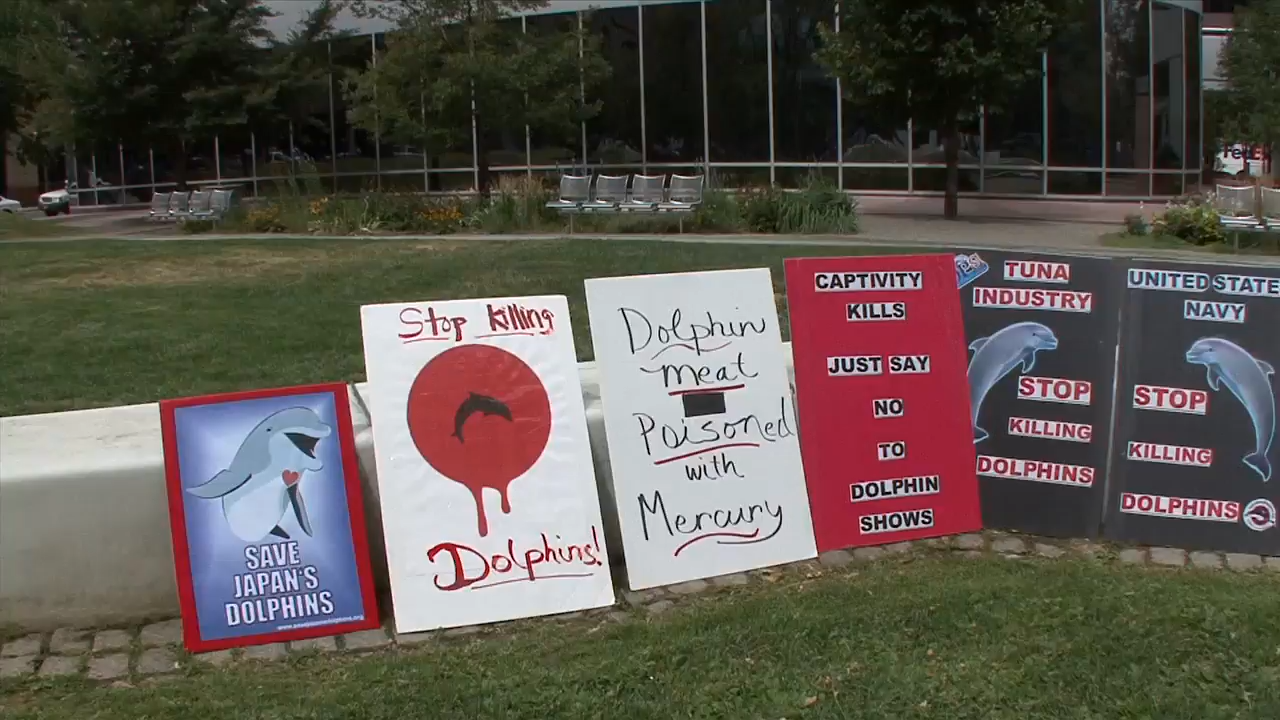 SAVE
JAPAN'S
DOLPHINS
Stop killing
Dolphins!
Dolphin
meat
Poisoned
with
Mercury
CAPTIVITY
KILLS
JUST SAY
NO
TO
DOLPHIN
SHOWS
TUNA
INDUSTRY
STOP
KILLING
DOLPHINS
UNITED STATE
NAVY
STOP
KILLING
DOLPHINS